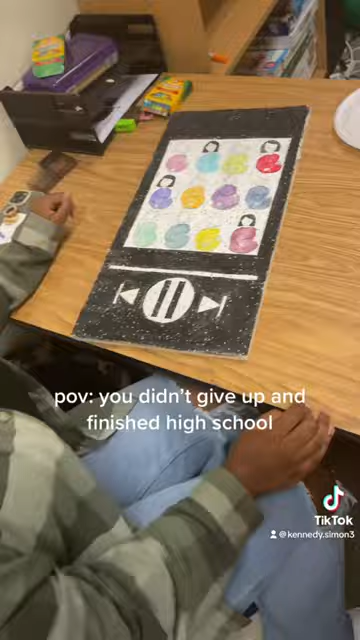 pov: you didn't give up and
finished high school
TikTok
@kennedy.simon3